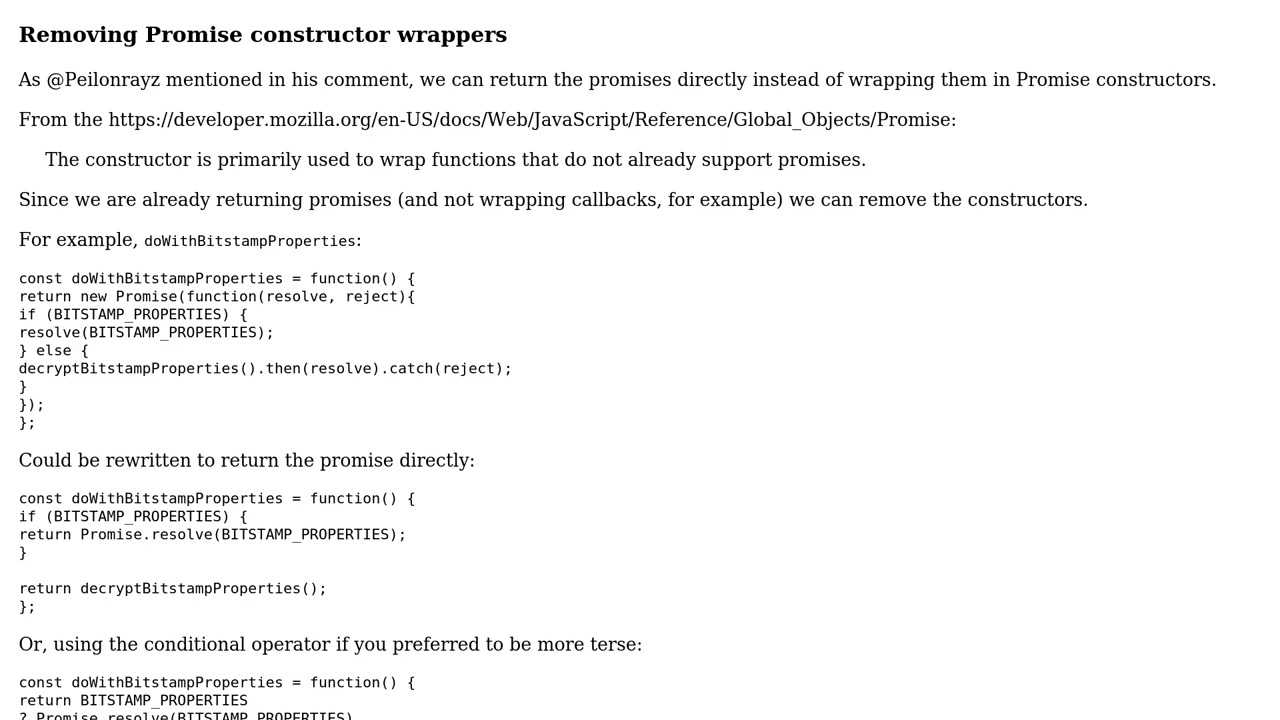 Removing Promise constructor wrappers
As @Peilonrayz mentioned in his comment, we can return the promises directly instead of wrapping them in Promise constructors.
From the https://developer.mozilla.org/en-US/docs/Web/JavaScript/Reference/Global_Objects/Promise:
The constructor is primarily used to wrap functions that do not already support promises.
Since we are already returning promises (and not wrapping callbacks, for example) we can remove the constructors.
For example, doWithBitstampProperties:
const doWithBitstampProperties = function() {
return new Promise(function(resolve, reject){
if (BITSTAMP_PROPERTIES) {
resolve(BITSTAMP_PROPERTIES);
} else {
decryptBitstampProperties().then(resolve).catch(reject);
}
});
};
Could be rewritten to return the promise directly:
const doWithBitstampProperties = function() {
if (BITSTAMP_PROPERTIES) {
return Promise.resolve(BITSTAMP_PROPERTIES);
}
return decryptBitstampProperties();
};
Or, using the conditional operator if you preferred to be more terse:
const doWithBitstampProperties = function() {
return BITSTAMP_PROPERTIES
? Promise.resolve(BITSTAMP_PROPERTIES)